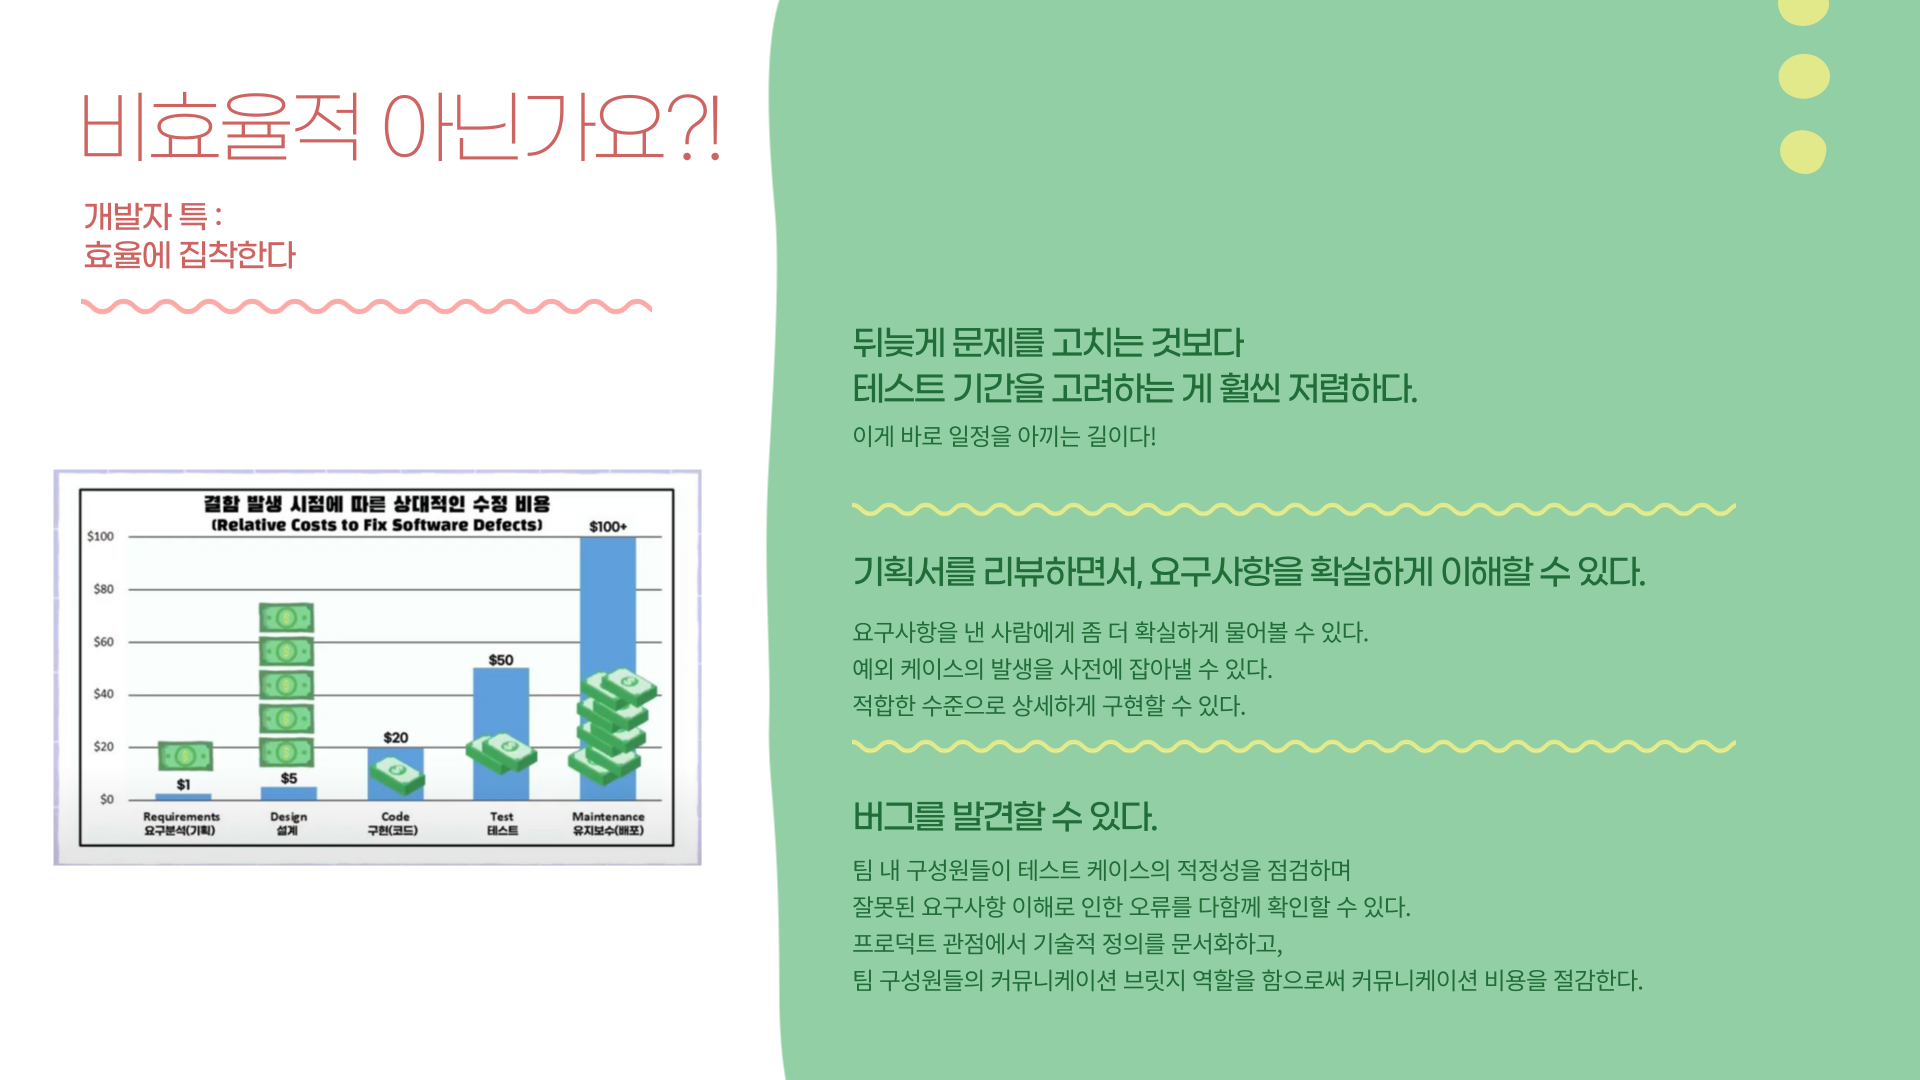 비효율적 아닌가요?!
개발자 특 :
효율에 집착한다
결함 발생 시점에 따른 상대적인 수정 비용
(Relative Costs to Fix Software Defects)
$100
$80
$60
$40
$20
$0
$1
$5
$20
$50
$100+
Requirements
요구분석(기획)
Design
설계
Code
구현(코드)
Test
테스트
Maintenance
유지보수(배포)
뒤늦게 문제를 고치는 것보다
테스트 기간을 고려하는 게 훨씬 저렴하다.
이게 바로 일정을 아끼는 길이다!
기획서를 리뷰하면서, 요구사항을 확실하게 이해할 수 있다.
요구사항을 낸 사람에게 좀 더 확실하게 물어볼 수 있다.
예외 케이스의 발생을 사전에 잡아낼 수 있다.
적합한 수준으로 상세하게 구현할 수 있다.
버그를 발견할 수 있다.
팀 내 구성원들이 테스트 케이스의 적정성을 점검하며
잘못된 요구사항 이해로 인한 오류를 다함께 확인할 수 있다.
프로덕트 관점에서 기술적 정의를 문서화하고,
팀 구성원들의 커뮤니케이션 브릿지 역할을 함으로써 커뮤니케이션 비용을 절감한다.